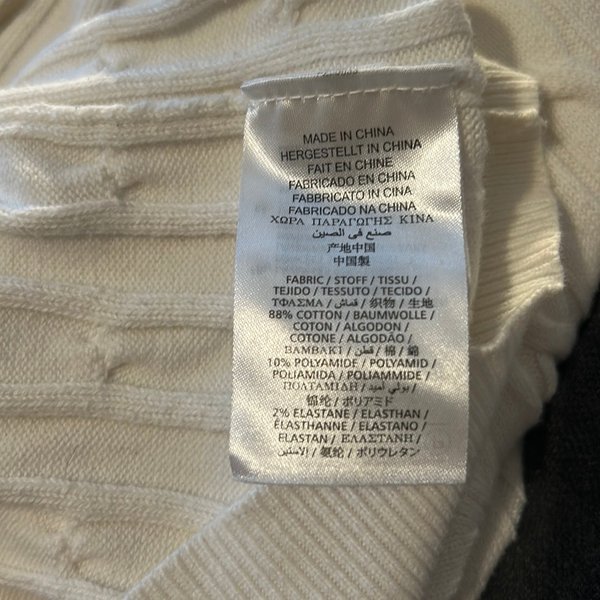 MADE IN CHINA
HERGESTELLT IN CHINA
FAIT EN CHINE
FABRICADO EN CHINA
FABBRICATO IN CINA
FABRICADO NA CHINA
ΧΩΡΑ ΠΑΡΑΓΩΓΗΣ ΚΙΝΑ
صنع في الصين
产地中国
中国製
FABRIC / STOFF / TISSU /
TEJIDO / TESSUTO / TECIDO /
ΥΦΑΣΜΑ / قماش / 织物 / 生地
88% COTTON / BAUMWOLLE /
COTON / ALGODON /
COTONE / ALGODÃO /
ΒΑΜΒΑΚΙ / قطن / 棉 / 綿
10% POLYAMIDE / POLYAMID /
POLIAMIDA / POLIAMMIDE /
ΠΟΛΥΑΜΙΔΗ / بولي أميد /
锦纶 / ポリアミド
2% ELASTANE / ELASTHAN /
ÉLASTHANNE / ELASTANO /
ELASTAN / ΕΛΑΣΤΑΝΗ /
الاستين / 氨纶 / ポリウレタン